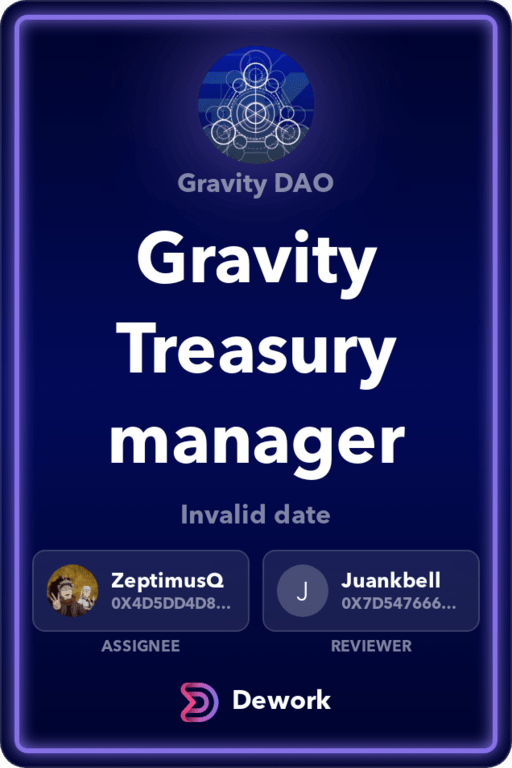 Gravity DAO
Gravity
Treasury
manager
Invalid date
ZeptimusQ
0X4D5DD4D8...
ASSIGNEE
J
Juankbell
0X7D547666...
REVIEWER
Dework